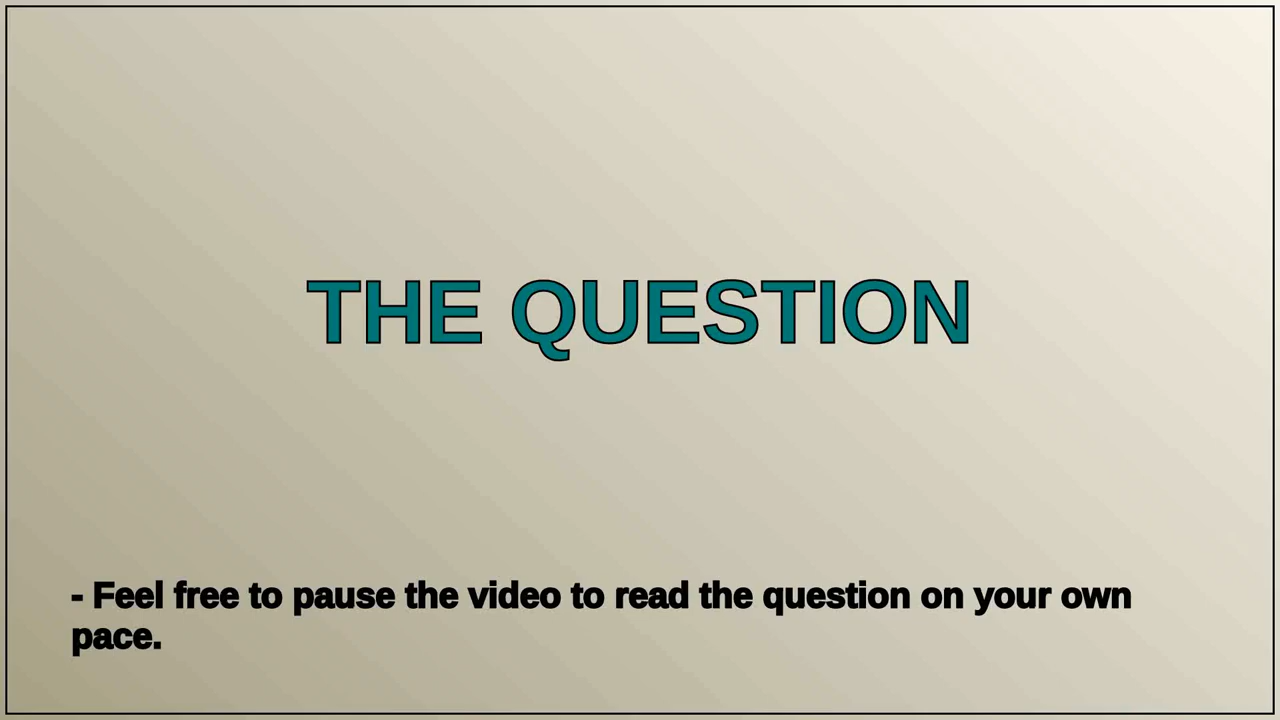 THE QUESTION
- Feel free to pause the video to read the question on your own
pace.